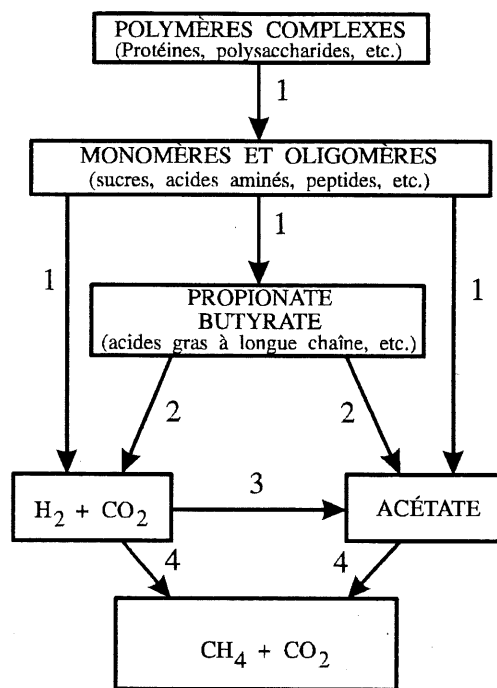 POLYMÈRES COMPLEXES
(Protéines, polysaccharides, etc.)
1
MONOMÈRES ET OLIGOMÈRES
(sucres, acides aminés, peptides, etc.)
1
1
1
PROPIONATE
BUTYRATE
(acides gras à longue chaîne, etc.)
2
2
H2 + CO2
3
ACÉTATE
4
4
CH4 + CO2